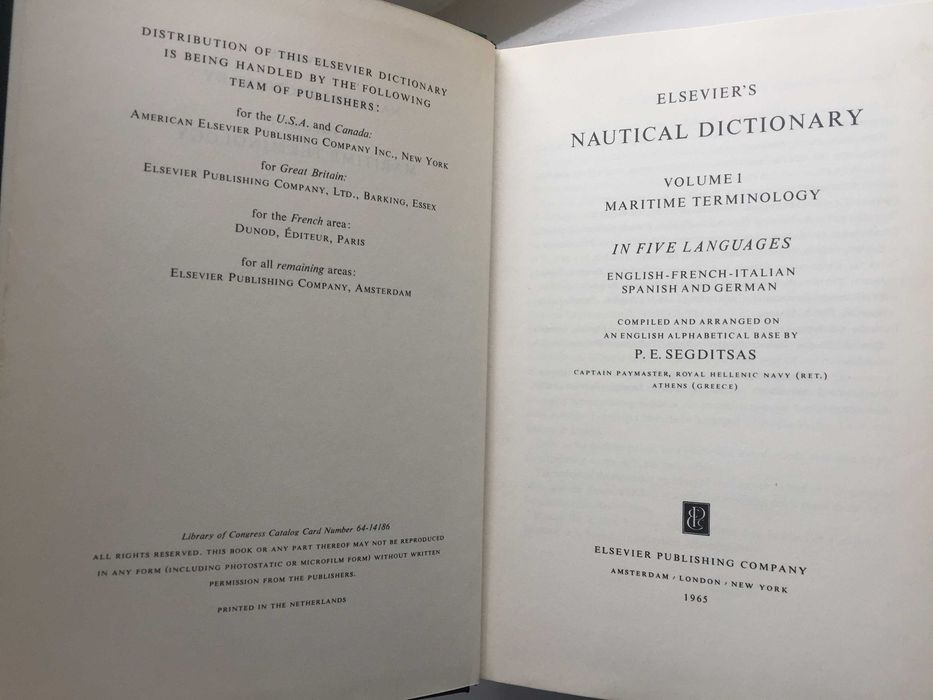 DISTRIBUTION OF THIS ELSEVIER DICTIONARY
IS BEING HANDLED BY THE FOLLOWING
TEAM OF PUBLISHERS:
for the U.S.A. and Canada:
AMERICAN ELSEVIER PUBLISHING COMPANY INC., NEW YORK
for Great Britain:
ELSEVIER PUBLISHING COMPANY, LTD., BARKING, ESSEX
for the French area:
DUNOD, ÉDITEUR, PARIS
for all remaining areas:
ELSEVIER PUBLISHING COMPANY, AMSTERDAM
Library of Congress Catalog Card Number 64-14186
ALL RIGHTS RESERVED. THIS BOOK OR ANY PART THEREOF MAY NOT BE REPRODUCED
IN ANY FORM (INCLUDING PHOTOSTATIC OR MICROFILM FORM) WITHOUT WRITTEN
PERMISSION FROM THE PUBLISHERS.
PRINTED IN THE NETHERLANDS
ELSEVIER'S
NAUTICAL DICTIONARY
VOLUME I
MARITIME TERMINOLOGY
IN FIVE LANGUAGES
ENGLISH-FRENCH-ITALIAN
SPANISH AND GERMAN
COMPILED AND ARRANGED ON
AN ENGLISH ALPHABETICAL BASE BY
P. E. SEGDITSAS
CAPTAIN PAYMASTER, ROYAL HELLENIC NAVY (RET.)
ATHENS (GREECE)
ELSEVIER PUBLISHING COMPANY
AMSTERDAM / LONDON / NEW YORK
1965